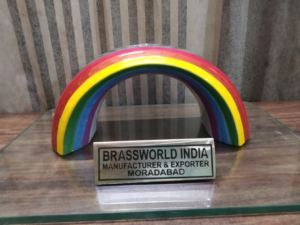 BRASSWORLD INDIA
MANUFACTURER & EXPORTER
MORADABAD